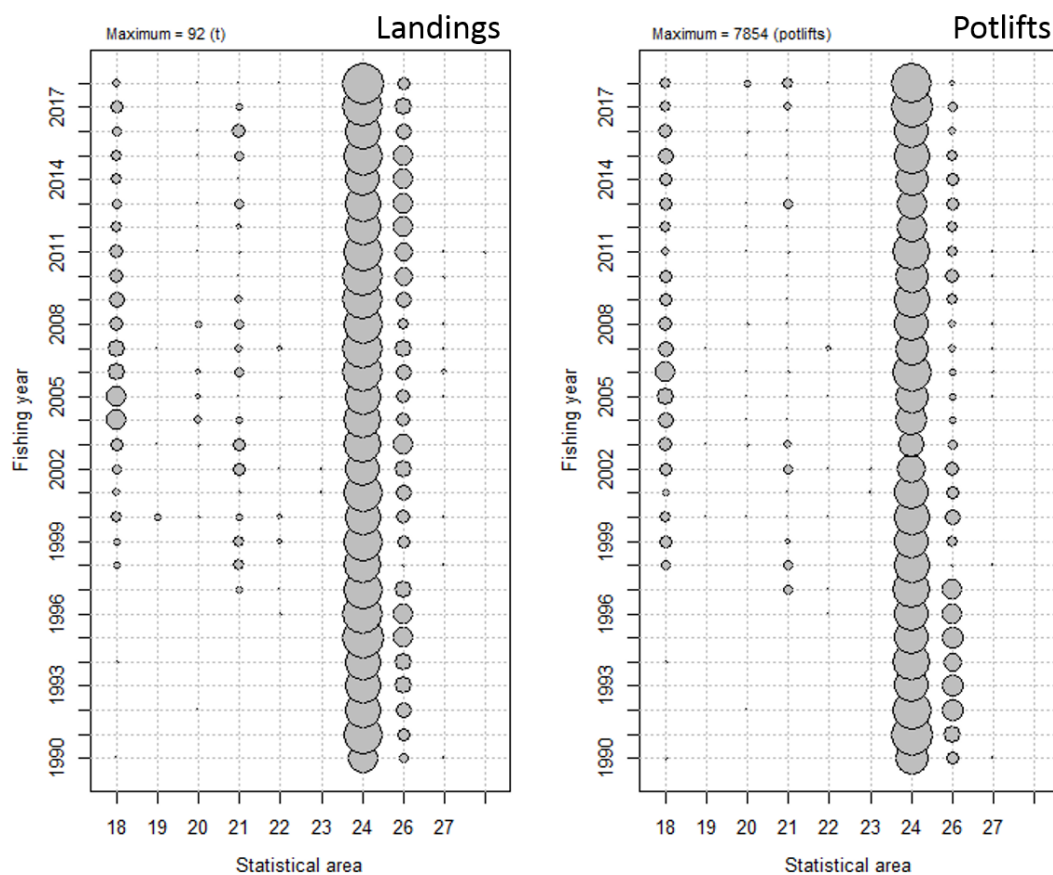 Landings
Maximum = 92 (t)
Fishing year
2017
2014
2011
2008
2005
2002
1999
1996
1993
1990
18 19 20 21 22 23 24 26 27
Statistical area
Potlifts
Maximum = 7854 (potlifts)
Fishing year
2017
2014
2011
2008
2005
2002
1999
1996
1993
1990
18 19 20 21 22 23 24 26 27
Statistical area